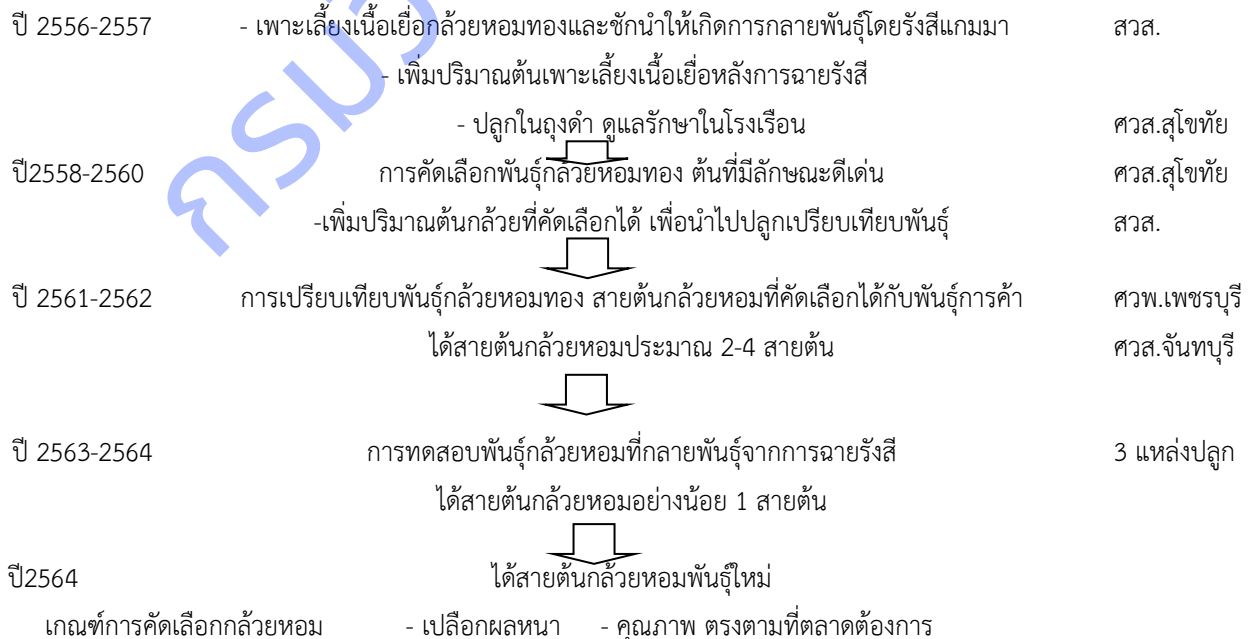 ปี 2556-2557 - เพาะเลี้ยงเนื้อเยื่อกล้วยหอมทองและชักนำให้เกิดการกลายพันธุ์โดยรังสีแกมมา สวส.
- เพิ่มปริมาณต้นเพาะเลี้ยงเนื้อเยื่อหลังการฉายรังสี
- ปลูกในถุงดำ ดูแลรักษาในโรงเรือน ศวส.สุโขทัย
ปี2558-2560 การคัดเลือกพันธุ์กล้วยหอมทอง ต้นที่มีลักษณะดีเด่น ศวส.สุโขทัย
-เพิ่มปริมาณต้นกล้วยที่คัดเลือกได้ เพื่อนำไปปลูกเปรียบเทียบพันธุ์ สวส.
ปี 2561-2562 การเปรียบเทียบพันธุ์กล้วยหอมทอง สายต้นกล้วยหอมที่คัดเลือกได้กับพันธุ์การค้า ศวพ.เพชรบุรี
ได้สายต้นกล้วยหอมประมาณ 2-4 สายต้น ศวส.จันทบุรี
ปี 2563-2564 การทดสอบพันธุ์กล้วยหอมที่กลายพันธุ์จากการฉายรังสี 3 แหล่งปลูก
ได้สายต้นกล้วยหอมอย่างน้อย 1 สายต้น
ปี2564 ได้สายต้นกล้วยหอมพันธุ์ใหม่
เกณฑ์การคัดเลือกกล้วยหอม - เปลือกผลหนา - คุณภาพ ตรงตามที่ตลาดต้องการ